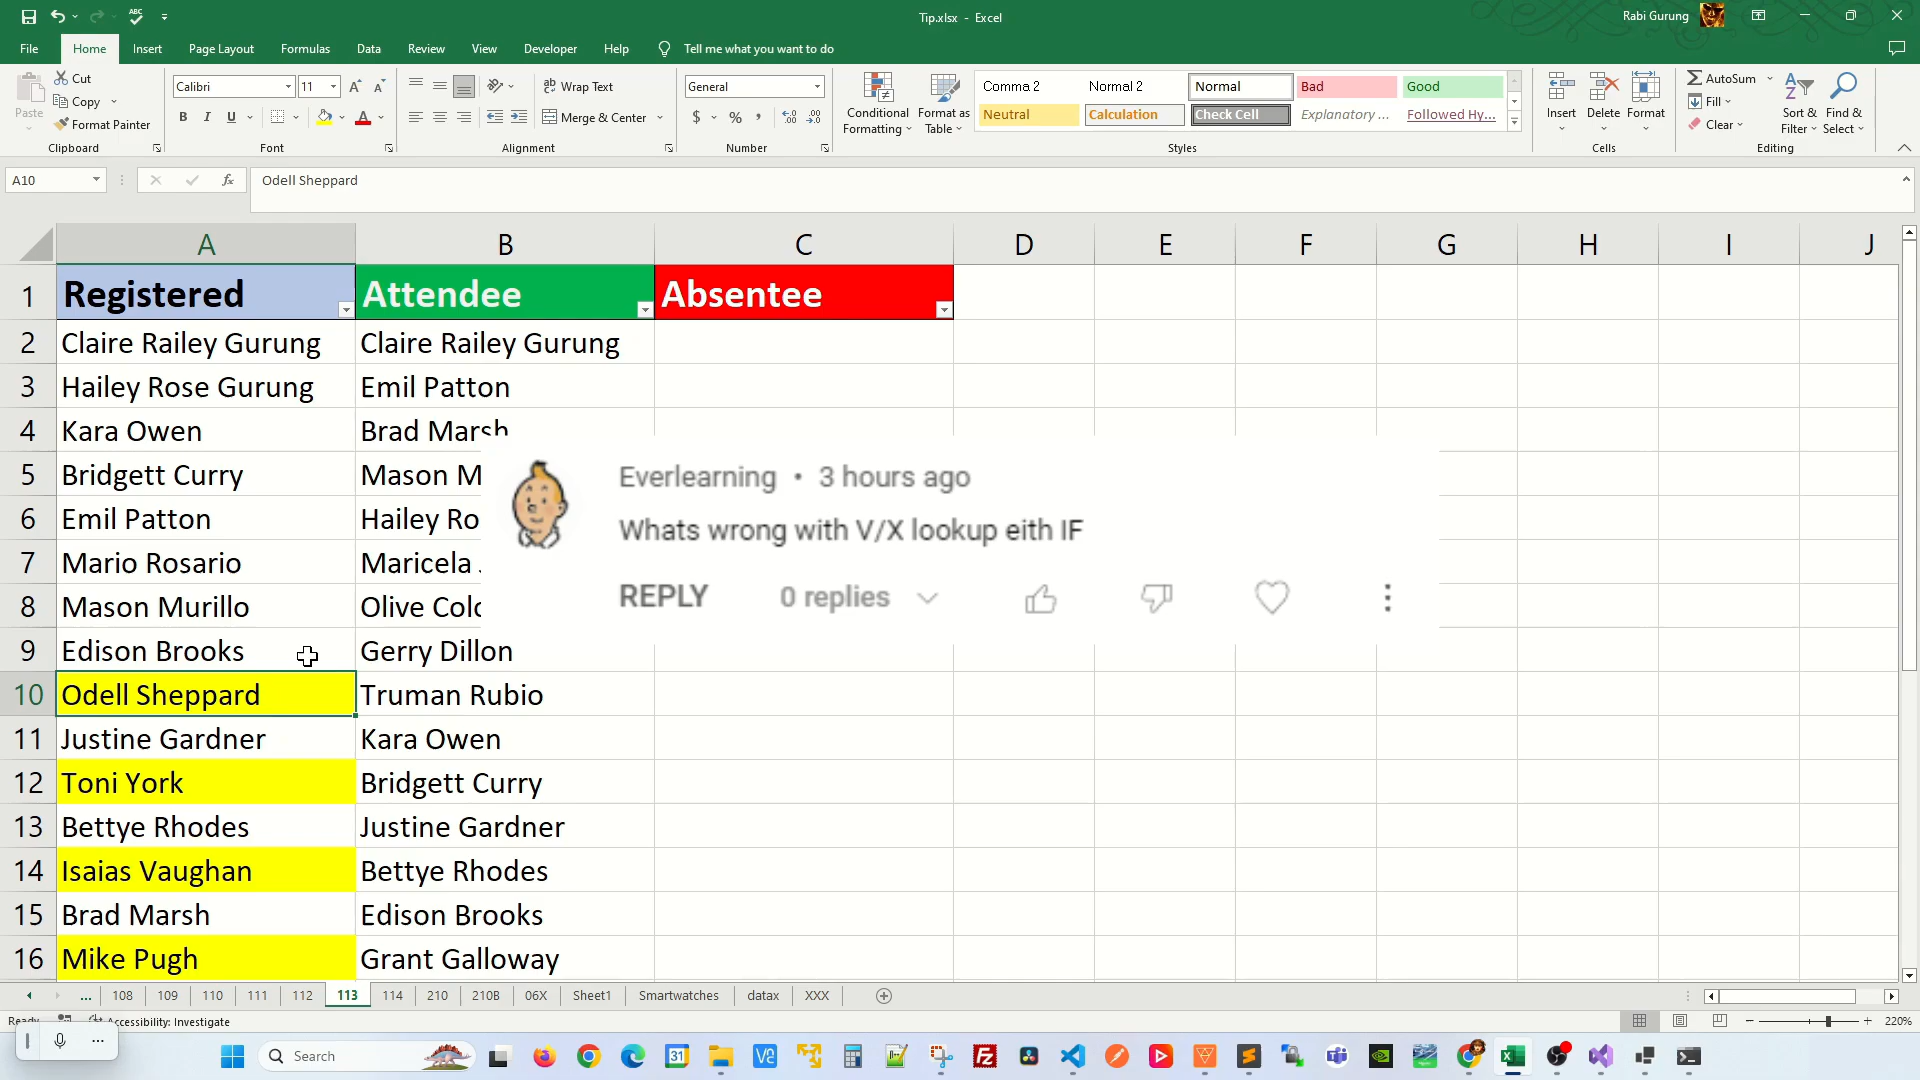 Tip.xlsx - Excel
Rabi Gurung
File Home Insert Page Layout Formulas Data Review View Developer Help Tell me what you want to do
Paste
Cut
Copy
Format Painter
Clipboard
Calibri 11
B I U
Font
Wrap Text
Merge & Center
Alignment
General
$ % ,
Number
Conditional Formatting
Format as Table
Comma 2 Normal 2 Normal Bad Good
Neutral Calculation Check Cell Explanatory ... Followed Hy...
Styles
Insert Delete Format
Cells
AutoSum
Fill
Clear
Sort & Filter
Find & Select
Editing
A10 fx Odell Sheppard
A B C D E F G H I J
1 Registered Attendee Absentee
2 Claire Railey Gurung Claire Railey Gurung
3 Hailey Rose Gurung Emil Patton
4 Kara Owen Brad Marsh
5 Bridgett Curry Mason M
6 Emil Patton Hailey Ro
7 Mario Rosario Maricela
8 Mason Murillo Olive Colo
9 Edison Brooks Gerry Dillon
10 Odell Sheppard Truman Rubio
11 Justine Gardner Kara Owen
12 Toni York Bridgett Curry
13 Bettye Rhodes Justine Gardner
14 Isaias Vaughan Bettye Rhodes
15 Brad Marsh Edison Brooks
16 Mike Pugh Grant Galloway
Everlearning • 3 hours ago
Whats wrong with V/X lookup eith IF
REPLY 0 replies
... 108 109 110 111 112 113 114 210 210B 06X Sheet1 Smartwatches datax XXX
Ready Accessibility: Investigate
220%
Search